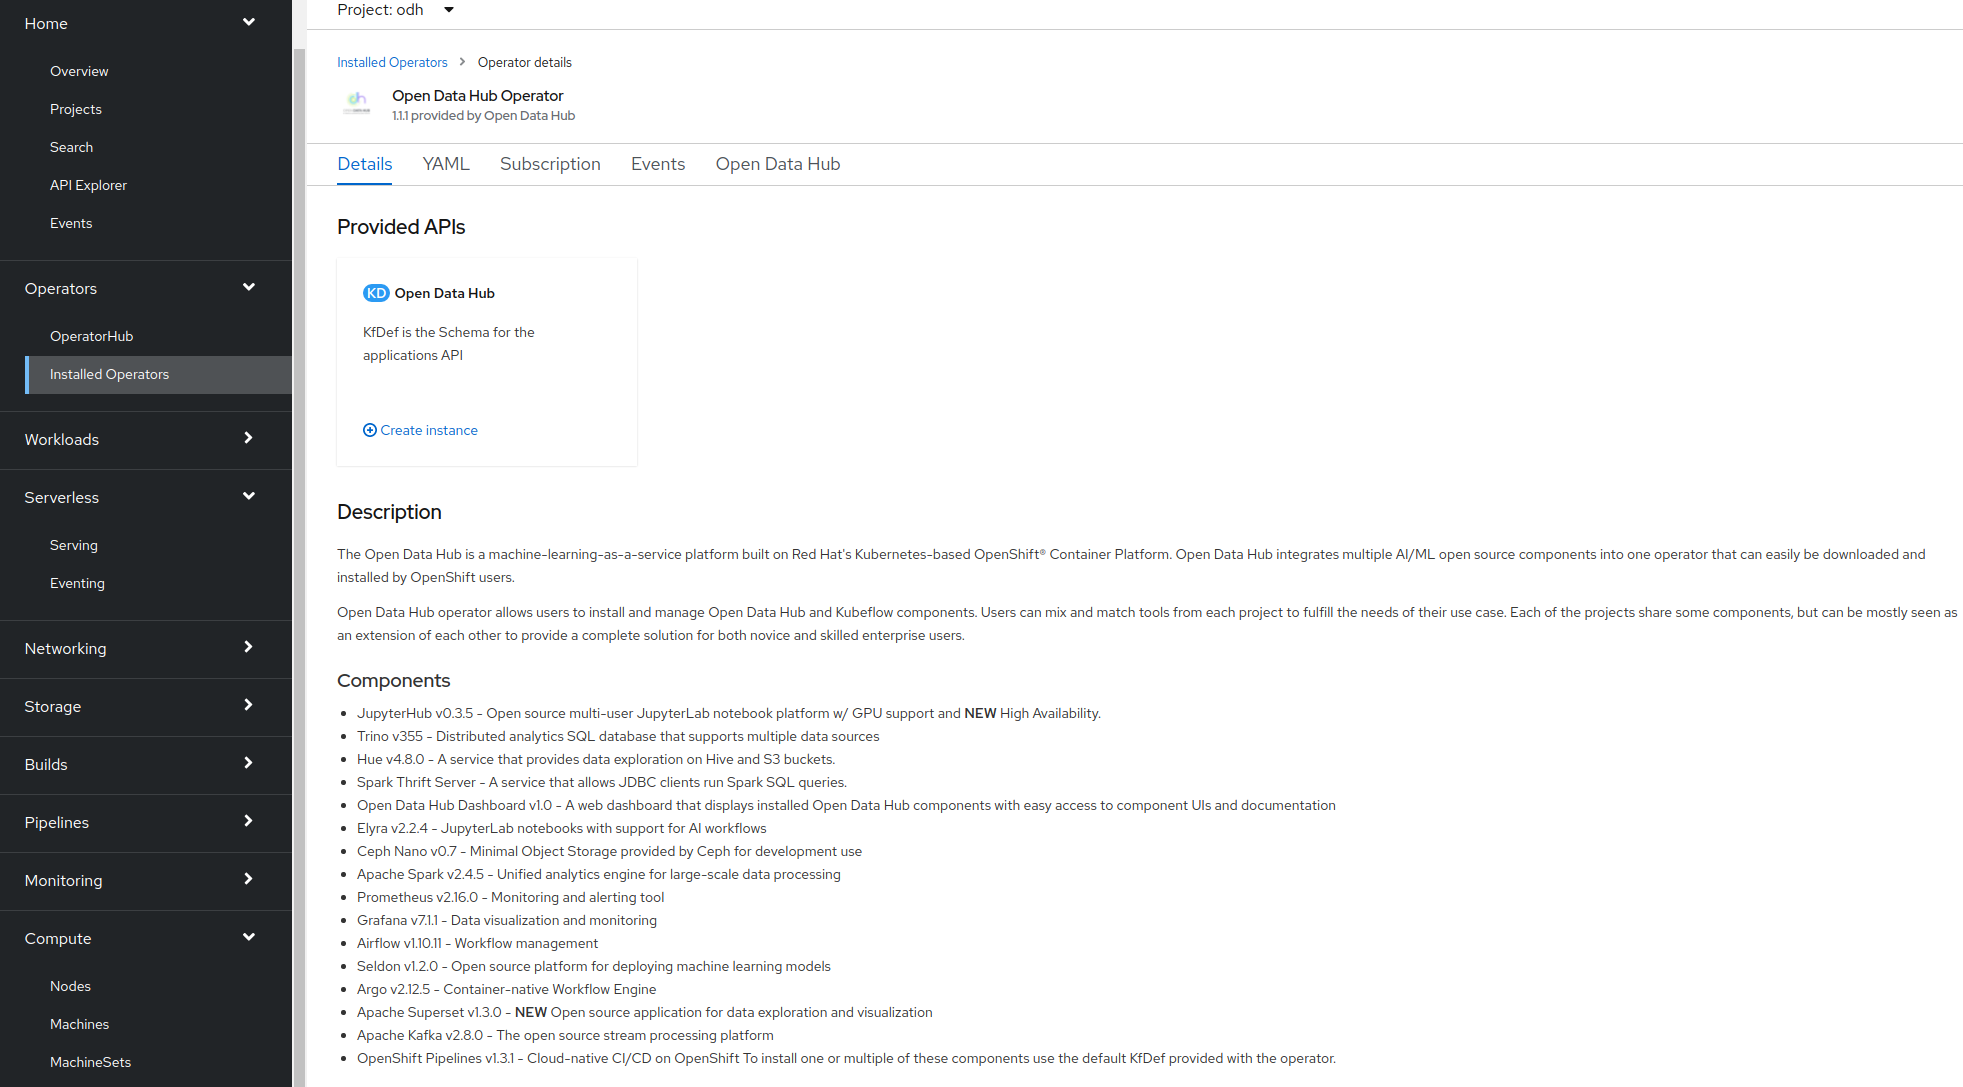 Home
Overview
Projects
Search
API Explorer
Events
Operators
OperatorHub
Installed Operators
Workloads
Serverless
Serving
Eventing
Networking
Storage
Builds
Pipelines
Monitoring
Compute
Nodes
Machines
MachineSets
Project: odh
Installed Operators > Operator details
Open Data Hub Operator
1.1.1 provided by Open Data Hub
Details YAML Subscription Events Open Data Hub
Provided APIs
KD Open Data Hub
KfDef is the Schema for the
applications API
Create instance
Description
The Open Data Hub is a machine-learning-as-a-service platform built on Red Hat's Kubernetes-based OpenShift® Container Platform. Open Data Hub integrates multiple AI/ML open source components into one operator that can easily be downloaded and
installed by OpenShift users.
Open Data Hub operator allows users to install and manage Open Data Hub and Kubeflow components. Users can mix and match tools from each project to fulfill the needs of their use case. Each of the projects share some components, but can be mostly seen as
an extension of each other to provide a complete solution for both novice and skilled enterprise users.
Components
• JupyterHub v0.3.5 - Open source multi-user JupyterLab notebook platform w/ GPU support and NEW High Availability.
• Trino v355 - Distributed analytics SQL database that supports multiple data sources
• Hue v4.8.0 - A service that provides data exploration on Hive and S3 buckets.
• Spark Thrift Server - A service that allows JDBC clients run Spark SQL queries.
• Open Data Hub Dashboard v1.0 - A web dashboard that displays installed Open Data Hub components with easy access to component UIs and documentation
• Elyra v2.2.4 - JupyterLab notebooks with support for AI workflows
• Ceph Nano v0.7 - Minimal Object Storage provided by Ceph for development use
• Apache Spark v2.4.5 - Unified analytics engine for large-scale data processing
• Prometheus v2.16.0 - Monitoring and alerting tool
• Grafana v7.1.1 - Data visualization and monitoring
• Airflow v1.10.11 - Workflow management
• Seldon v1.2.0 - Open source platform for deploying machine learning models
• Argo v2.12.5 - Container-native Workflow Engine
• Apache Superset v1.3.0 - NEW Open source application for data exploration and visualization
• Apache Kafka v2.8.0 - The open source stream processing platform
• OpenShift Pipelines v1.3.1 - Cloud-native CI/CD on OpenShift To install one or multiple of these components use the default KfDef provided with the operator.